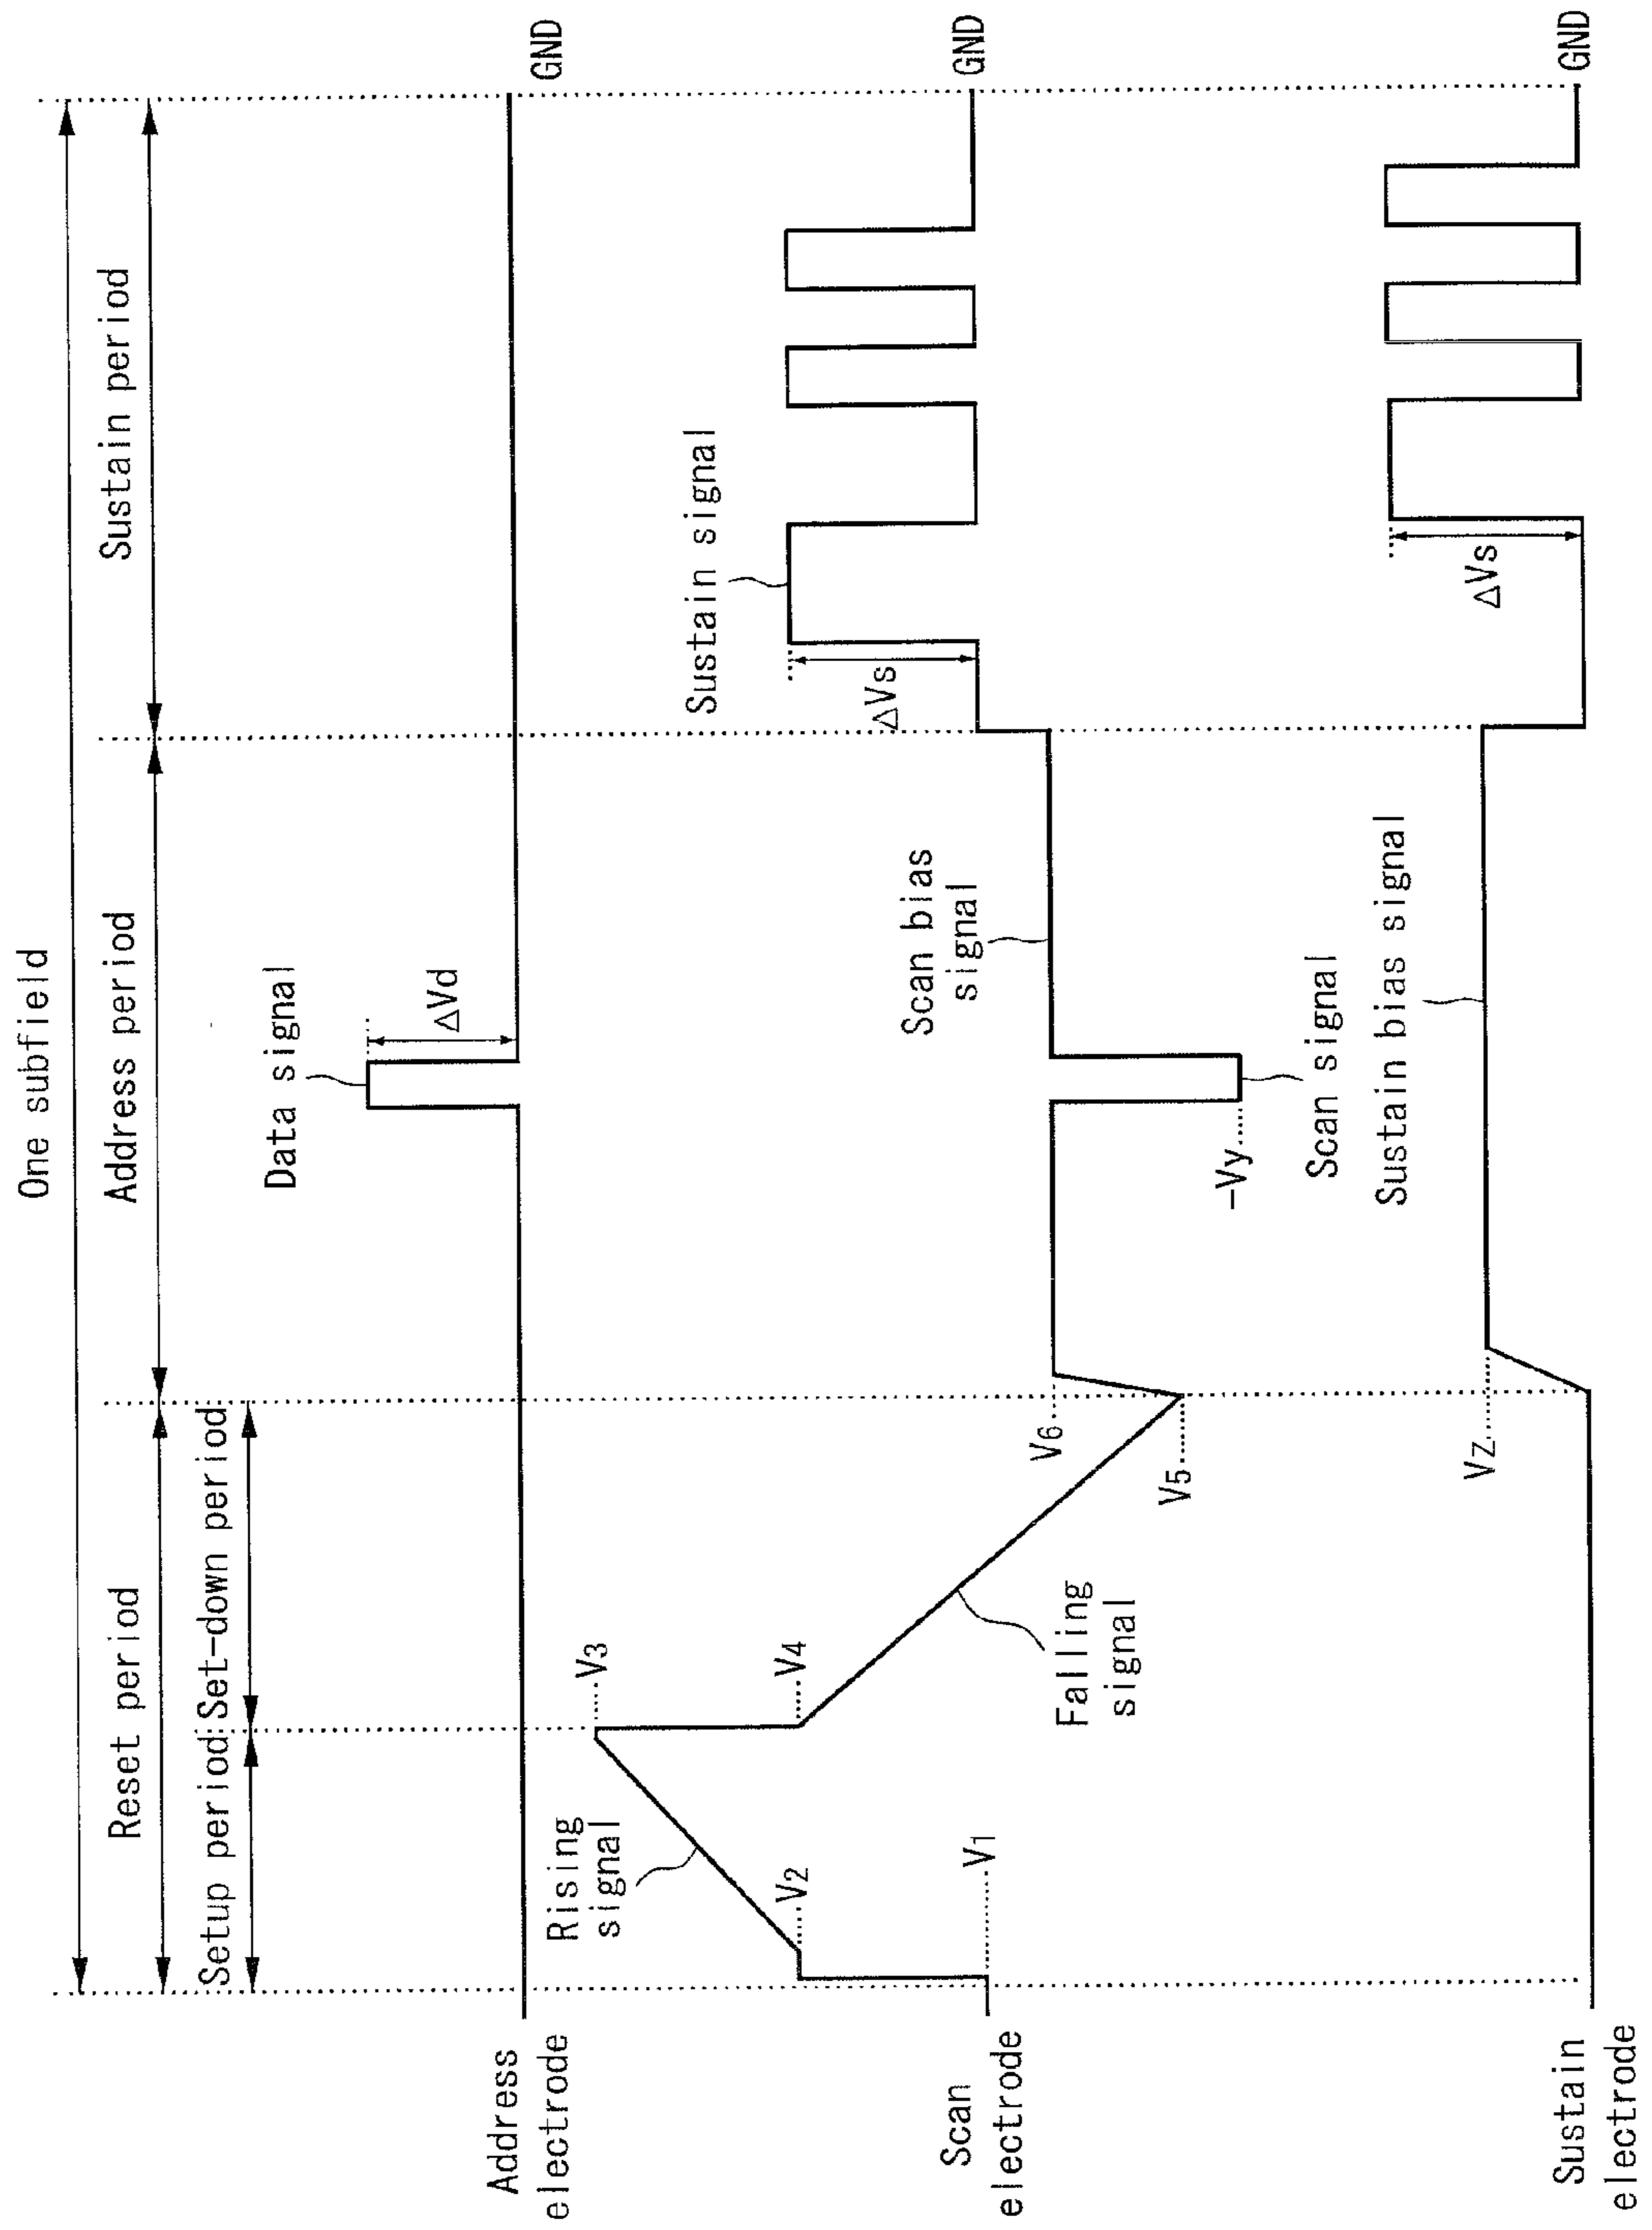 One subfield
Reset period
Address period
Sustain period
Setup period
Set-down period
Data signal
ΔVd
Address
electrode
GND
Rising
signal
V3
V2
V4
V1
Falling
signal
V6
V5
Scan bias
signal
-Vy
Scan signal
Sustain signal
ΔVs
Scan
electrode
GND
Sustain bias signal
Vz
ΔVs
Sustain
electrode
GND